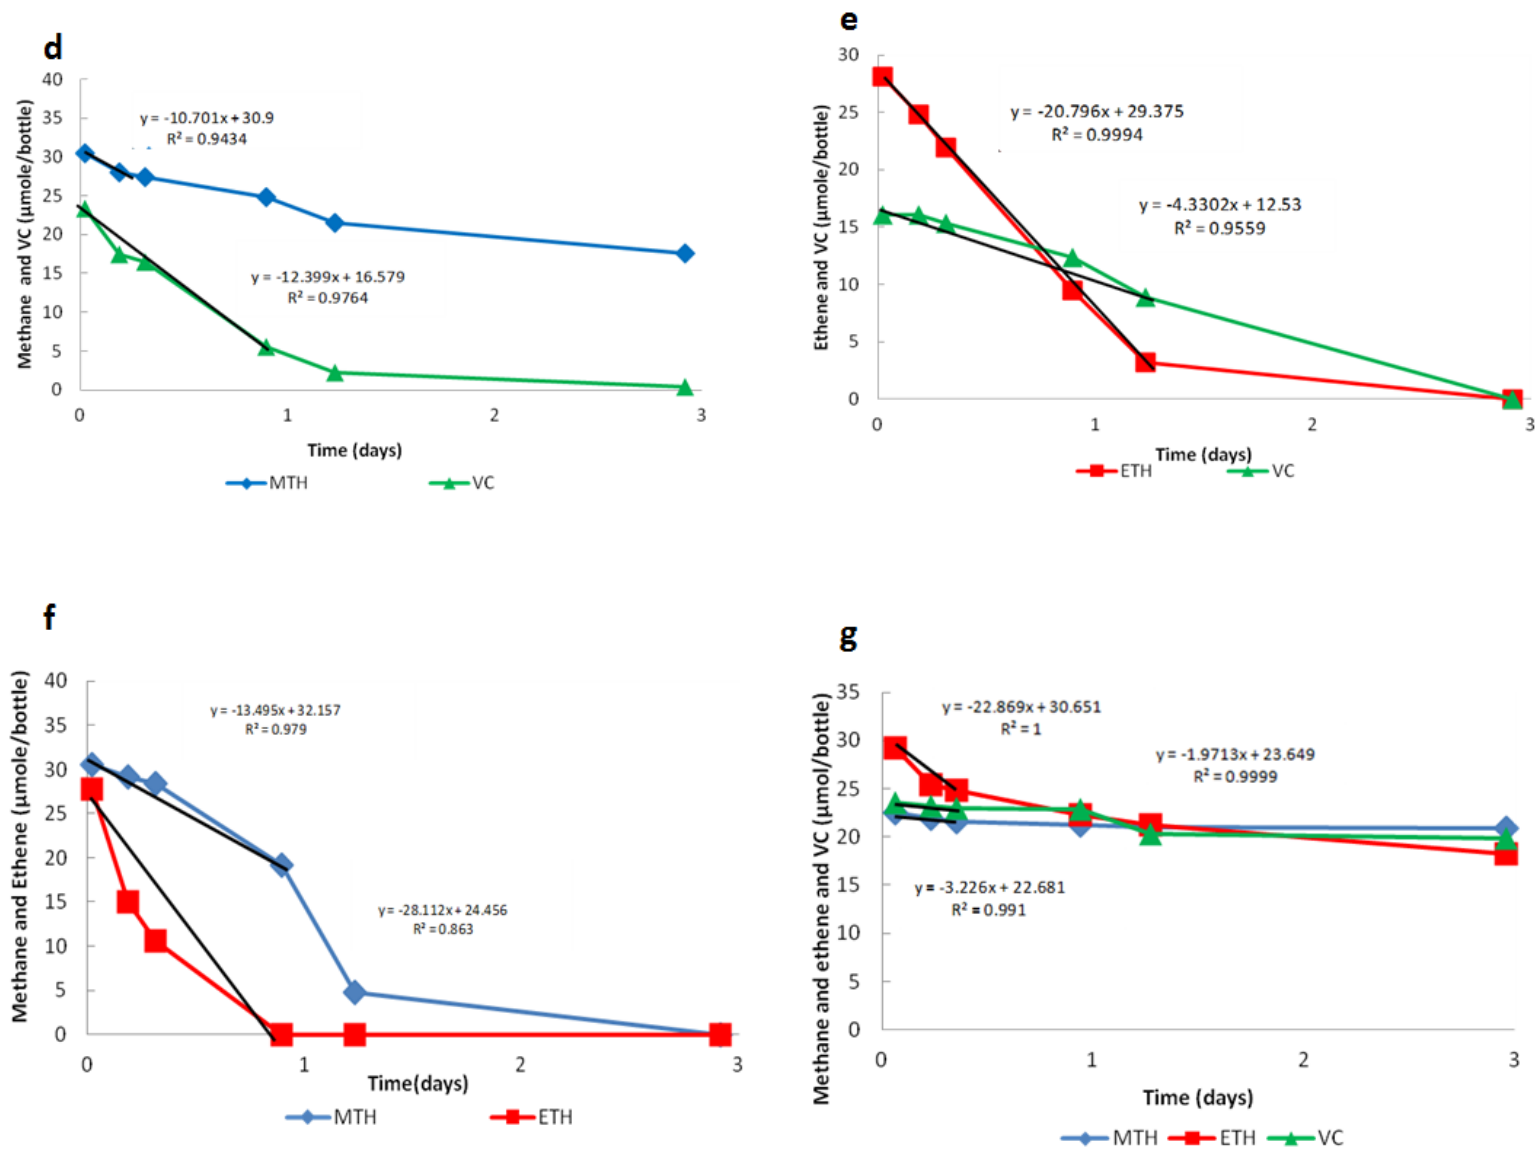 d
Methane and VC (µmole/bottle)
40
35
30
25
20
15
10
5
0
y = -10.701x + 30.9
R² = 0.9434
y = -12.399x + 16.579
R² = 0.9764
0 1 2 3
Time (days)
MTH VC
e
Ethene and VC (µmole/bottle)
30
25
20
15
10
5
0
y = -20.796x + 29.375
R² = 0.9994
y = -4.3302x + 12.53
R² = 0.9559
0 1 2 3
Time (days)
ETH VC
f
Methane and Ethene (µmole/bottle)
40
35
30
25
20
15
10
5
0
y = -13.495x + 32.157
R² = 0.979
y = -28.112x + 24.456
R² = 0.863
0 1 2 3
Time(days)
MTH ETH
g
Methane and ethene and VC (µmol/bottle)
35
30
25
20
15
10
5
0
y = -22.869x + 30.651
R² = 1
y = -1.9713x + 23.649
R² = 0.9999
y = -3.226x + 22.681
R² = 0.991
0 1 2 3
Time (days)
MTH ETH VC